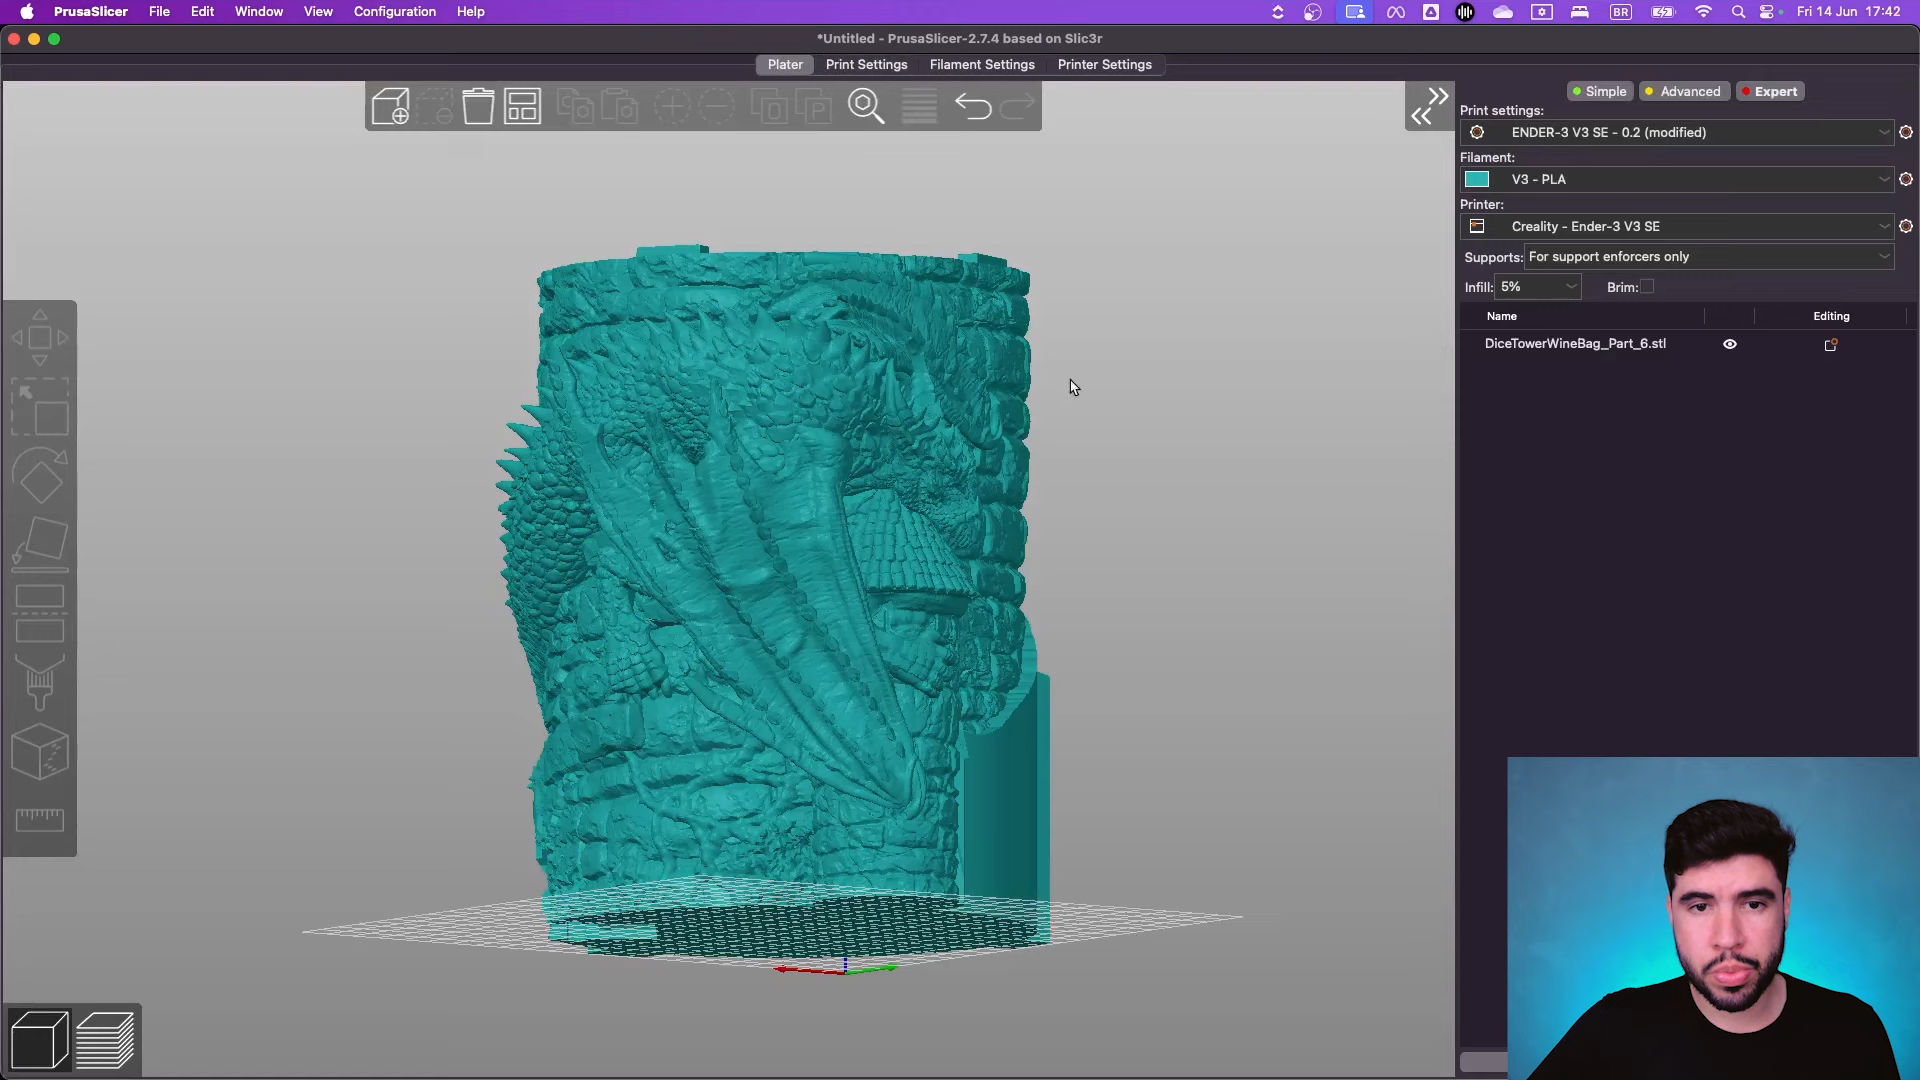 PrusaSlicer File Edit Window View Configuration Help BR Fri 14 Jun 17:42
*Untitled - PrusaSlicer-2.7.4 based on Slic3r
Plater Print Settings Filament Settings Printer Settings
Simple Advanced Expert
Print settings:
ENDER-3 V3 SE - 0.2 (modified)
Filament:
V3 - PLA
Printer:
Creality - Ender-3 V3 SE
Supports: For support enforcers only
Infill: 5% Brim:
Name Editing
DiceTowerWineBag_Part_6.stl